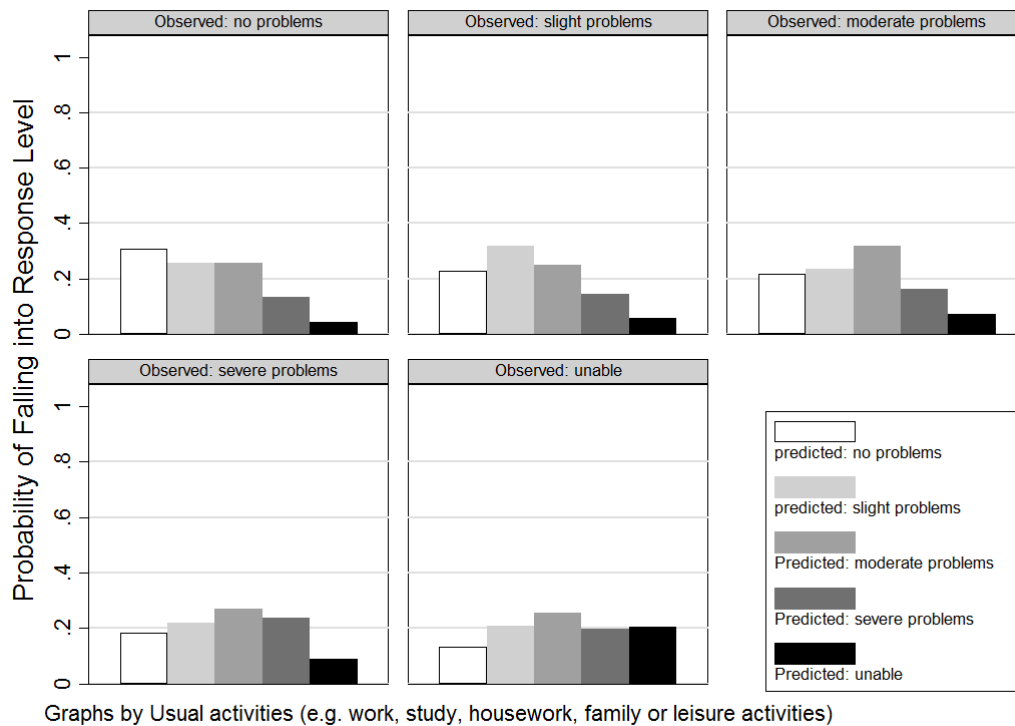 Probability of Falling into Response Level
Observed: no problems
Observed: slight problems
Observed: moderate problems
1
.8
.6
.4
.2
0
Observed: severe problems
Observed: unable
1
.8
.6
.4
.2
0
predicted: no problems
predicted: slight problems
Predicted: moderate problems
Predicted: severe problems
Predicted: unable
Graphs by Usual activities (e.g. work, study, housework, family or leisure activities)